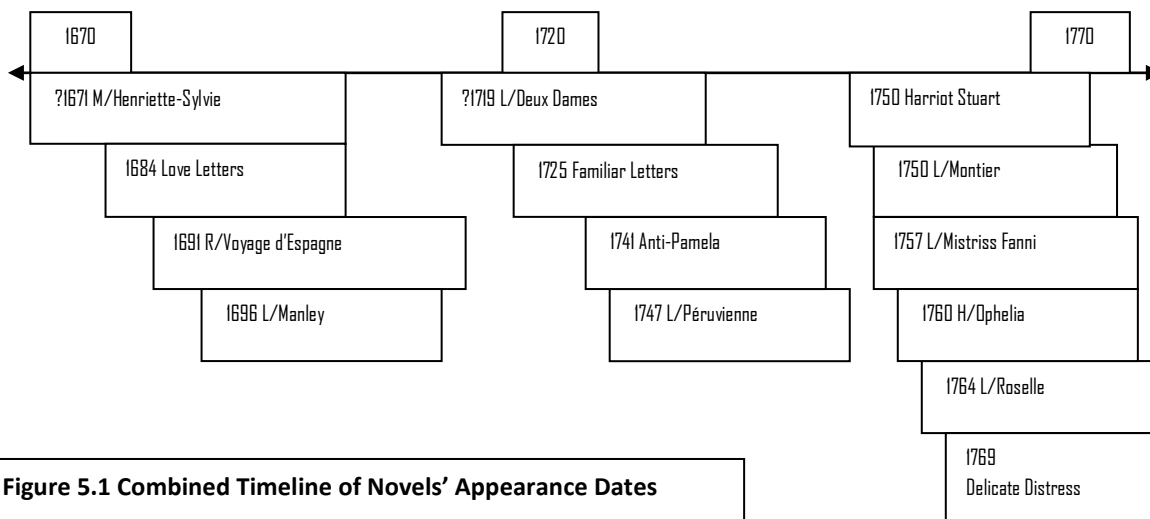 1670
1720
1770
?1671 M/Henriette-Sylvie
?1719 L/Deux Dames
1750 Harriot Stuart
1684 Love Letters
1725 Familiar Letters
1750 L/Montier
1691 R/Voyage d'Espagne
1741 Anti-Pamela
1757 L/Mistriss Fanni
1696 L/Manley
1747 L/Péruvienne
1760 H/Ophelia
1764 L/Roselle
1769
Delicate Distress
Figure 5.1 Combined Timeline of Novels’ Appearance Dates